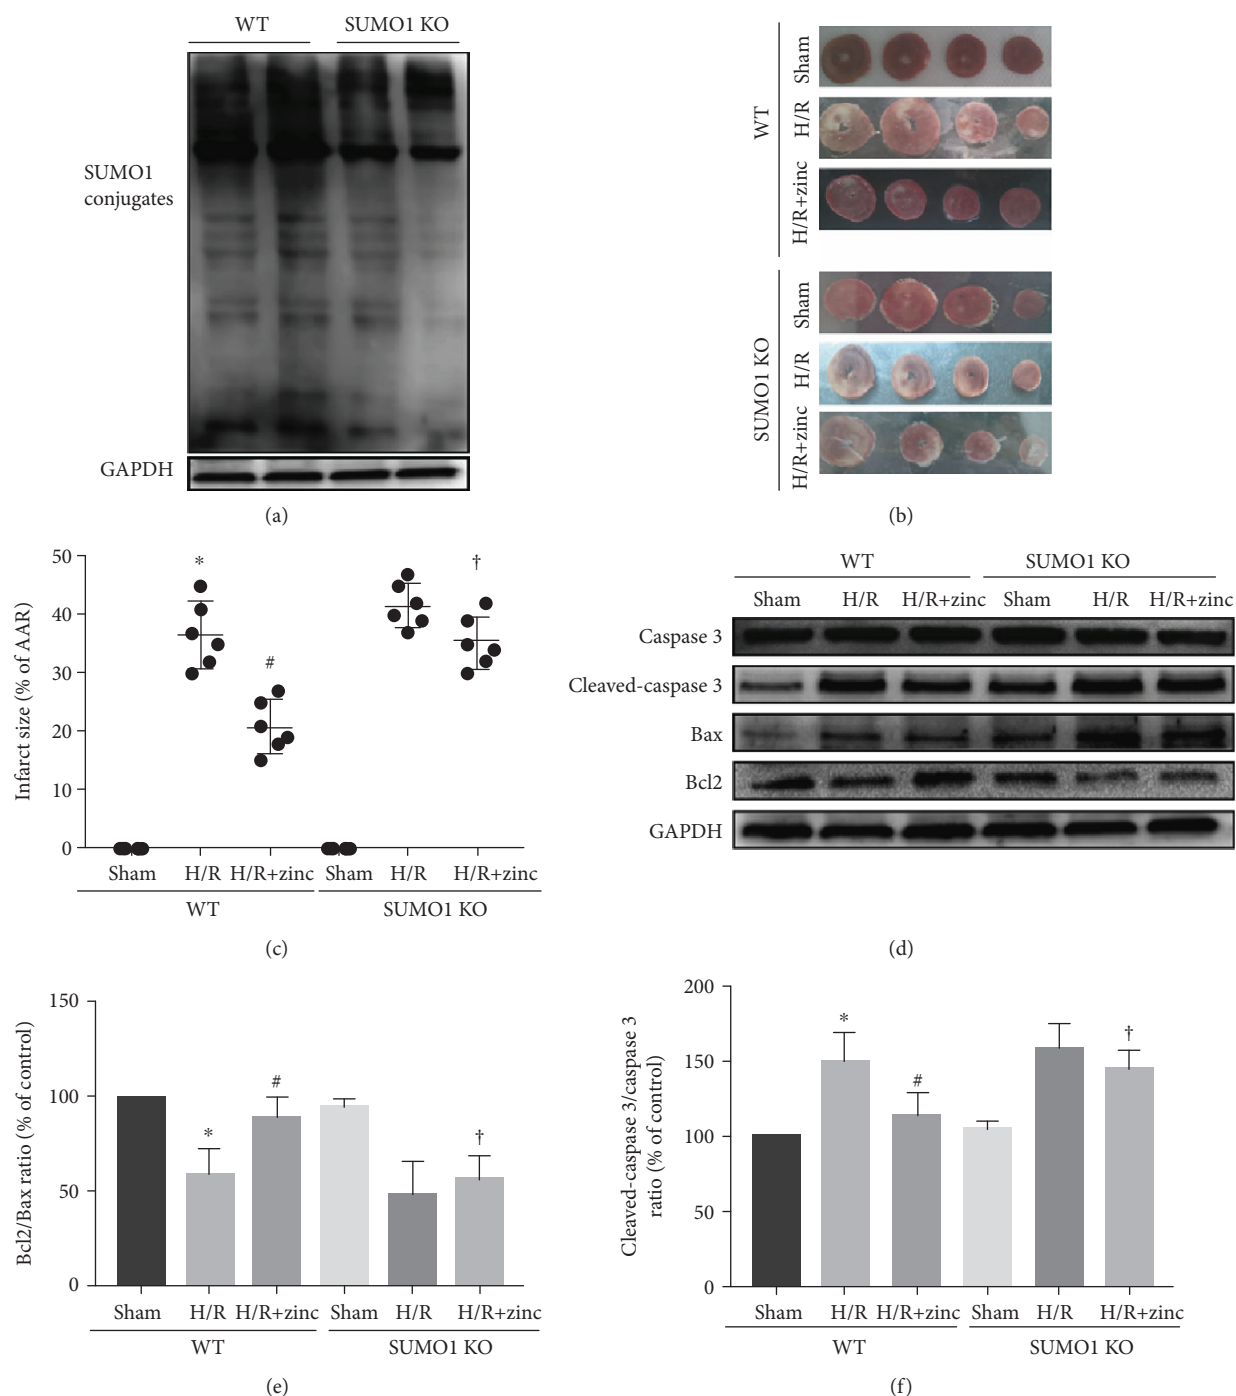 WT SUMO1 KO
SUMO1
conjugates
GAPDH
(a)
WT
Sham
H/R
H/R+zinc
SUMO1 KO
Sham
H/R
H/R+zinc
(b)
Infarct size (% of AAR)
50
40
30
20
10
0
* # †
Sham H/R H/R+zinc Sham H/R H/R+zinc
WT SUMO1 KO
(c)
WT SUMO1 KO
Sham H/R H/R+zinc Sham H/R H/R+zinc
Caspase 3
Cleaved-caspase 3
Bax
Bcl2
GAPDH
(d)
Bcl2/Bax ratio (% of control)
150
100
50
0
* # †
Sham H/R H/R+zinc Sham H/R H/R+zinc
WT SUMO1 KO
(e)
Cleaved-caspase 3/caspase 3
ratio (% of control)
200
150
100
50
0
* # †
Sham H/R H/R+zinc Sham H/R H/R+zinc
WT SUMO1 KO
(f)